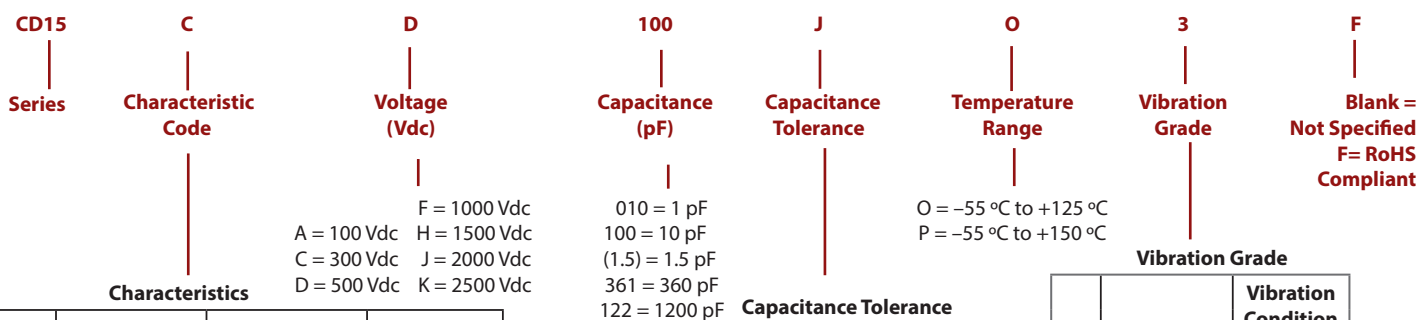 CD15 C D 100 J O 3 F
Series
Characteristic
Code
Voltage
(Vdc)
Capacitance
(pF)
Capacitance
Tolerance
Temperature
Range
Vibration
Grade
Blank =
Not Specified
F= RoHS
Compliant
F = 1000 Vdc
A = 100 Vdc H = 1500 Vdc
C = 300 Vdc J = 2000 Vdc
D = 500 Vdc K = 2500 Vdc
010 = 1 pF
100 = 10 pF
(1.5) = 1.5 pF
361 = 360 pF
122 = 1200 pF
O = –55 ºC to +125 ºC
P = –55 ºC to +150 ºC
Characteristics
Capacitance Tolerance
Vibration Grade
Vibration
Condition